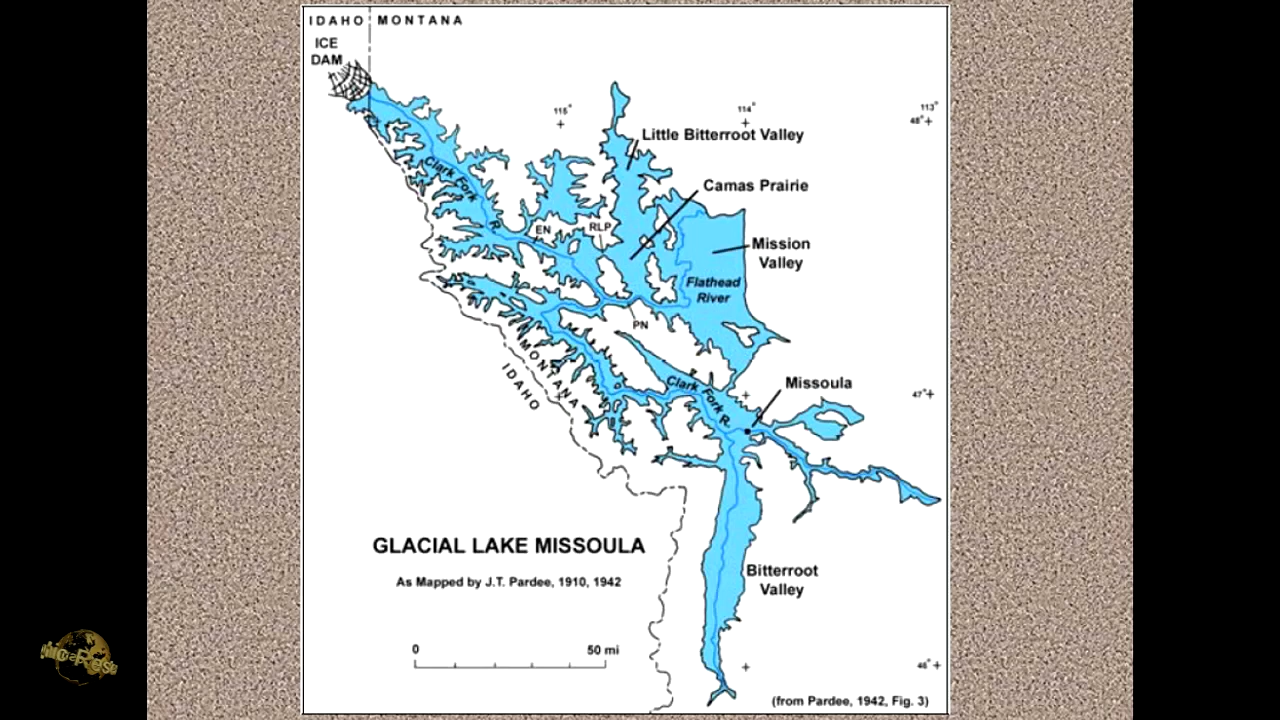 IDAHO MONTANA
ICE
DAM
115°
114°
113°
48°
Little Bitterroot Valley
Clark Fork
R.
Camas Prairie
EN
RLP
Mission
Valley
Flathead
River
PN
MONTANA
IDAHO
Clark Fork R.
Missoula
47°
GLACIAL LAKE MISSOULA
As Mapped by J.T. Pardee, 1910, 1942
Bitterroot
Valley
0 50 mi
46°
(from Pardee, 1942, Fig. 3)